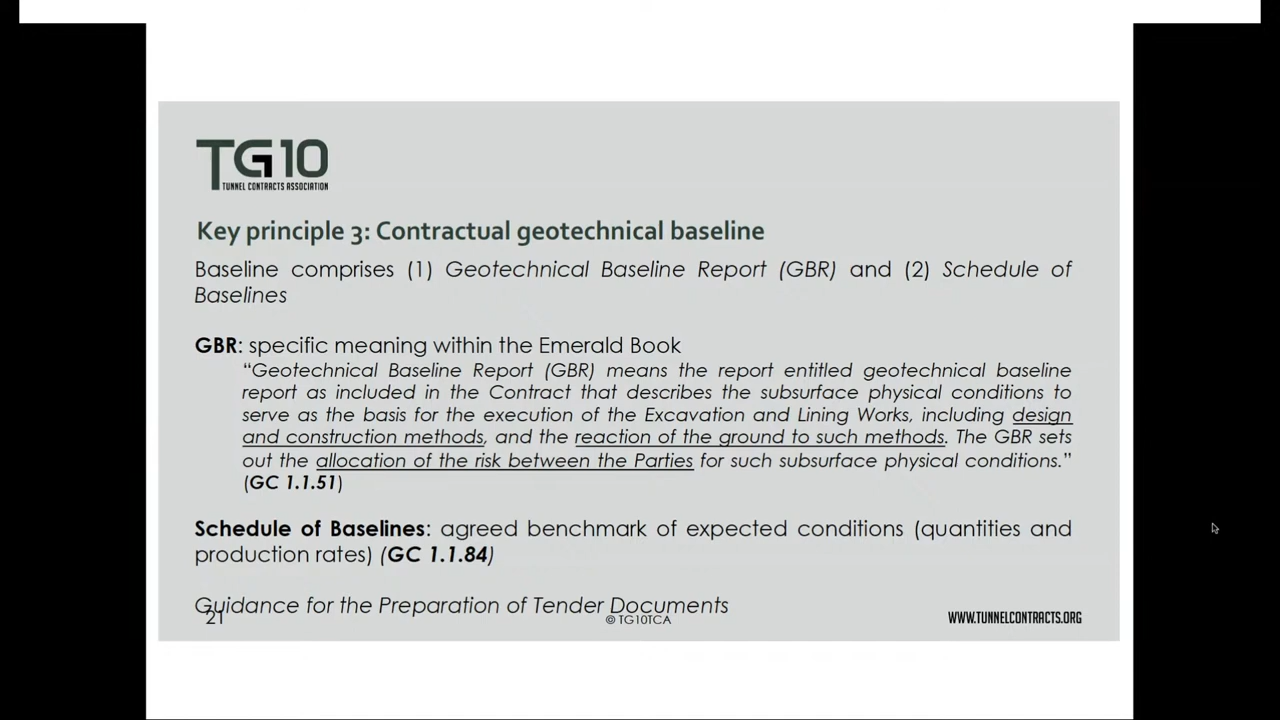 TG10
TUNNEL CONTRACTS ASSOCIATION
Key principle 3: Contractual geotechnical baseline
Baseline comprises (1) Geotechnical Baseline Report (GBR) and (2) Schedule of
Baselines
GBR: specific meaning within the Emerald Book
“Geotechnical Baseline Report (GBR) means the report entitled geotechnical baseline
report as included in the Contract that describes the subsurface physical conditions to
serve as the basis for the execution of the Excavation and Lining Works, including design
and construction methods, and the reaction of the ground to such methods. The GBR sets
out the allocation of the risk between the Parties for such subsurface physical conditions.”
(GC 1.1.51)
Schedule of Baselines: agreed benchmark of expected conditions (quantities and
production rates) (GC 1.1.84)
Guidance for the Preparation of Tender Documents
21
© TG10TCA
WWW.TUNNELCONTRACTS.ORG